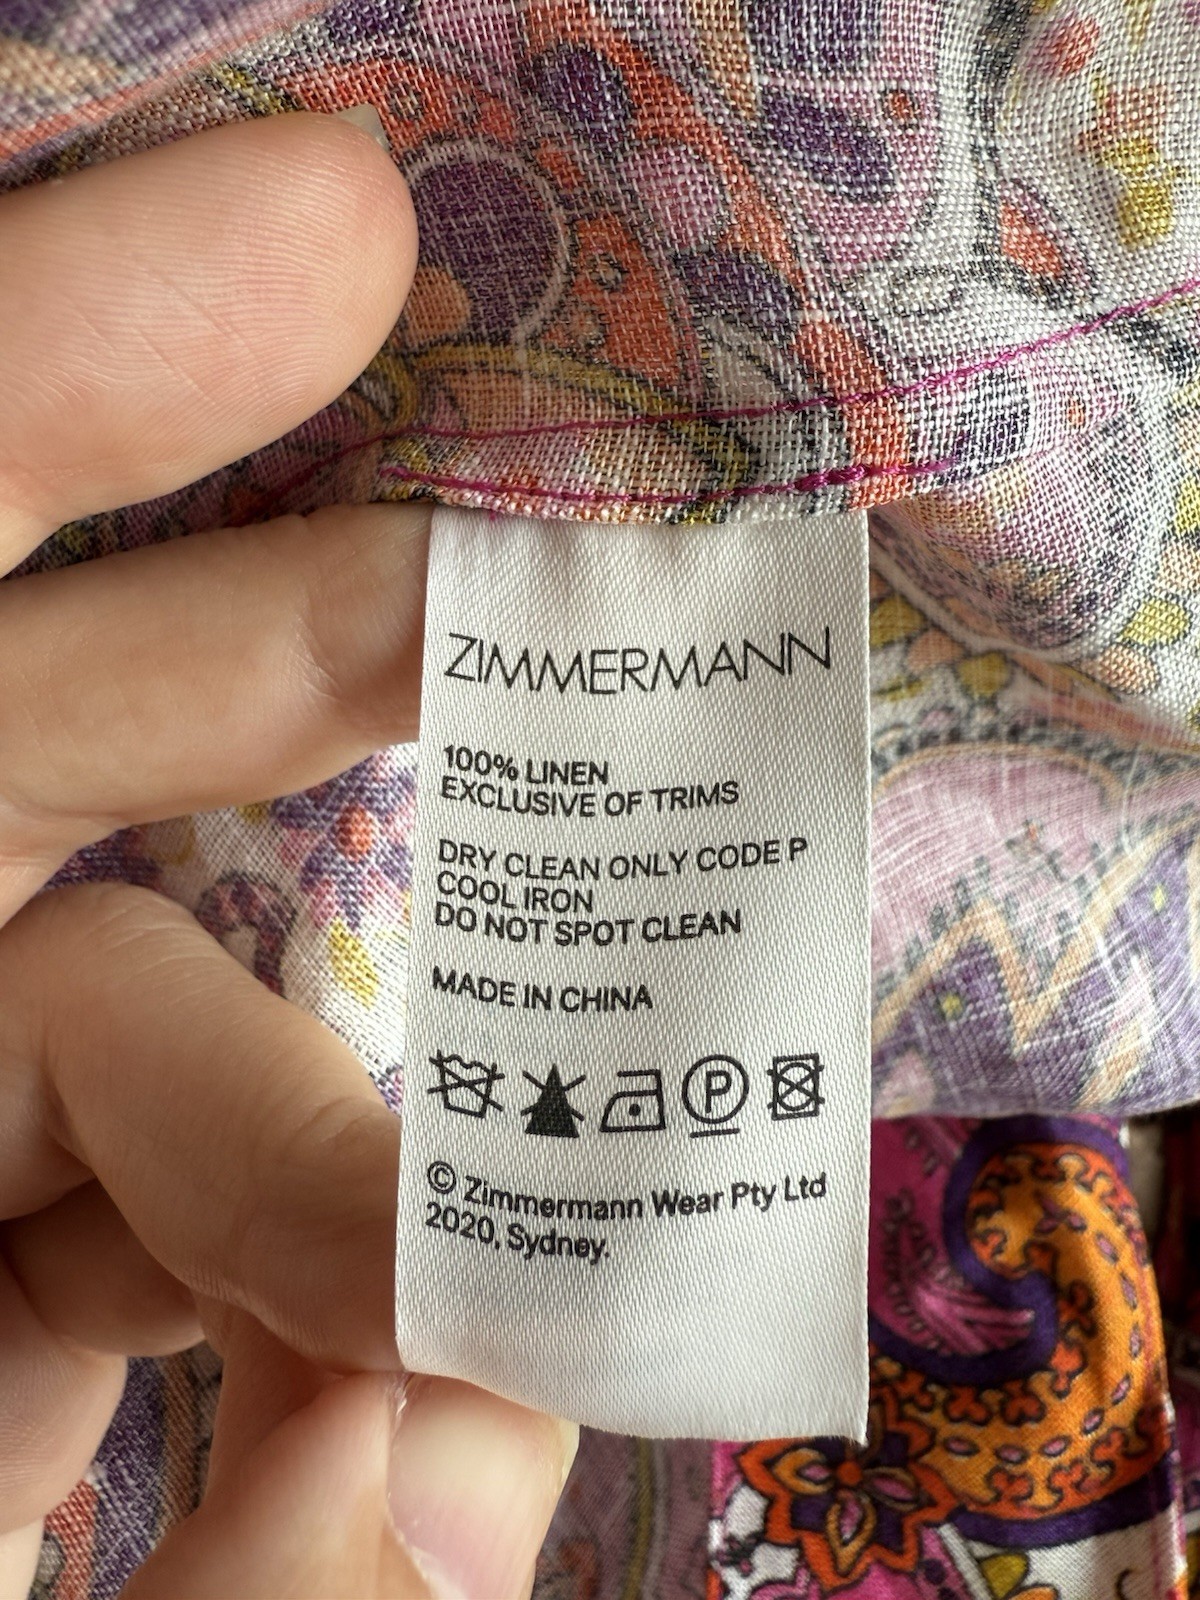 ZIMMERMANN
100% LINEN
EXCLUSIVE OF TRIMS
DRY CLEAN ONLY CODE P
COOL IRON
DO NOT SPOT CLEAN
MADE IN CHINA
P
© Zimmermann Wear Pty Ltd
2020, Sydney.